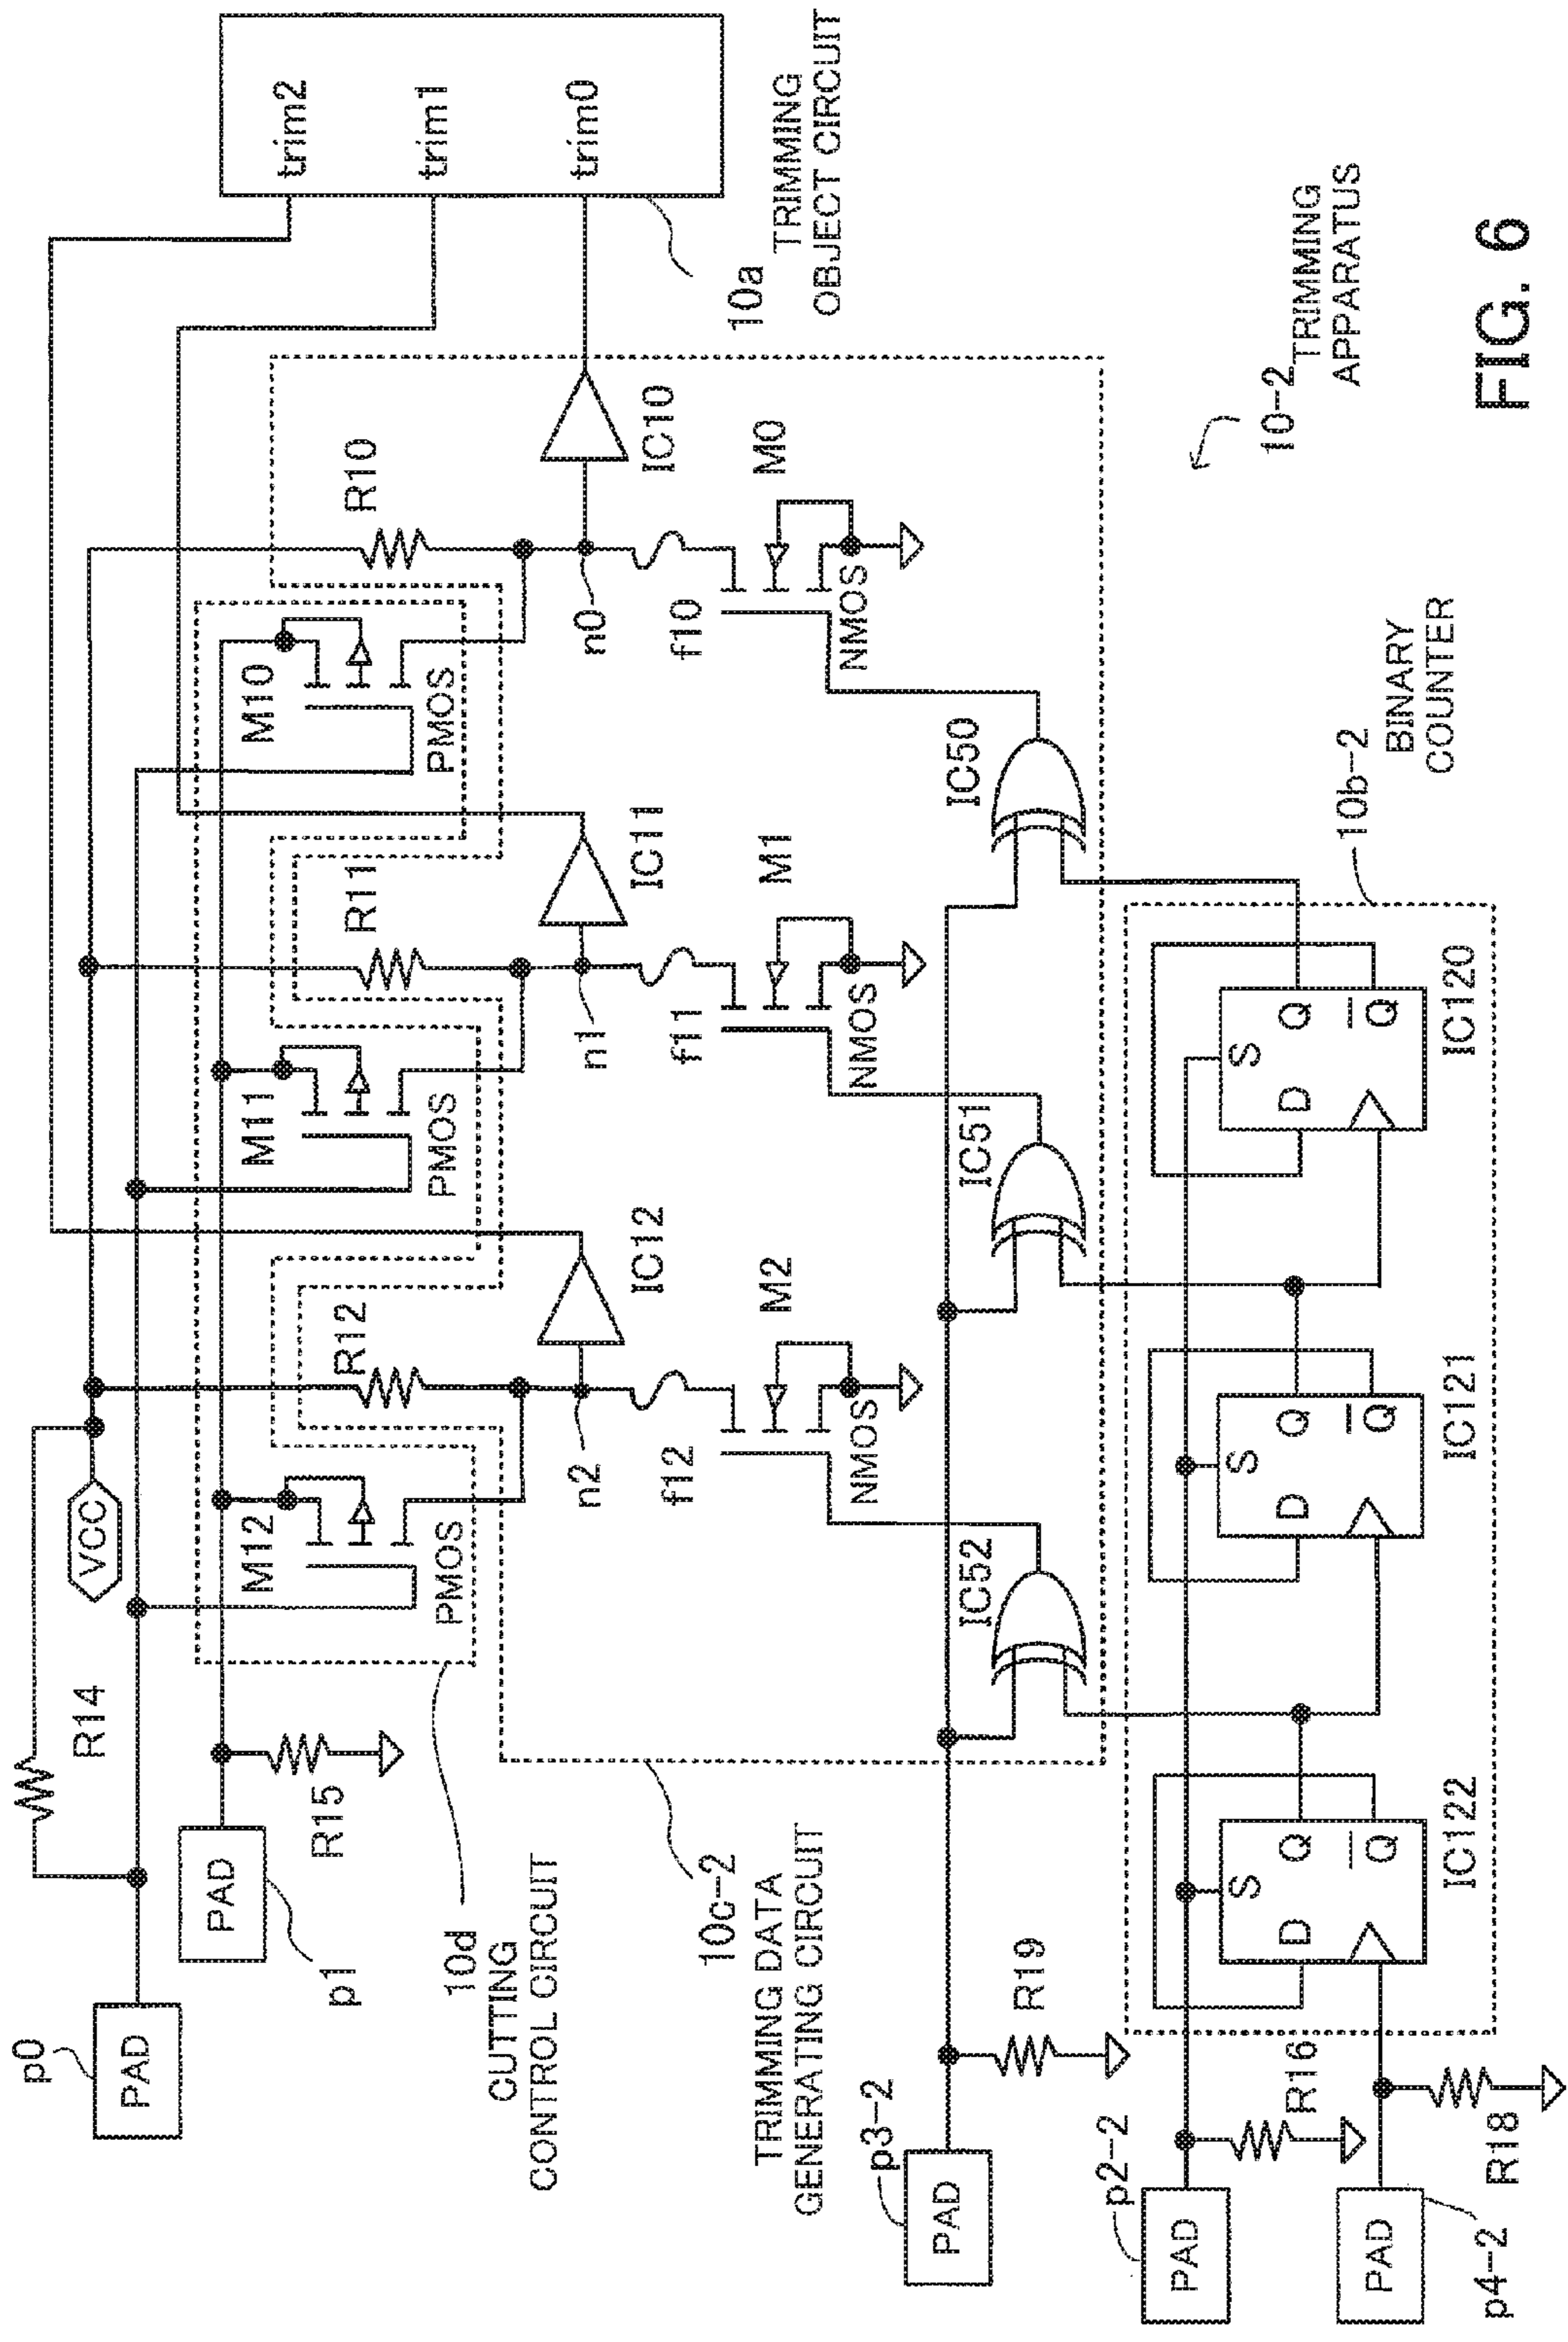 FIG. 6
10-2 TRIMMING
APPARATUS
p0
PAD
R14
VCC
PAD
p1
R15
10d
CUTTING
CONTROL CIRCUIT
M12
PMOS
M11
PMOS
M10
PMOS
R12
R11
R10
n2
n1
n0
IC12
IC11
IC10
f12
f11
f10
M2
NMOS
M1
NMOS
M0
NMOS
trim2
trim1
trim0
10a
TRIMMING
OBJECT CIRCUIT
10c-2
TRIMMING DATA
GENERATING CIRCUIT
p3-2
PAD
R19
IC52
IC51
IC50
p2-2
PAD
R16
PAD
p4-2
R18
S
D
Q
Q
IC122
S
D
Q
Q
IC121
S
D
Q
Q
IC120
10b-2
BINARY
COUNTER